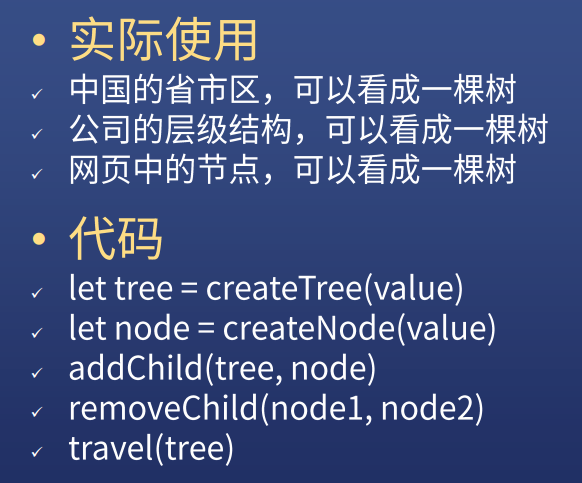 实际使用
中国的省市区，可以看成一棵树
公司的层级结构，可以看成一棵树
网页中的节点，可以看成一棵树
代码
let tree = createTree(value)
let node = createNode(value)
addChild(tree, node)
removeChild(node1, node2)
travel(tree)